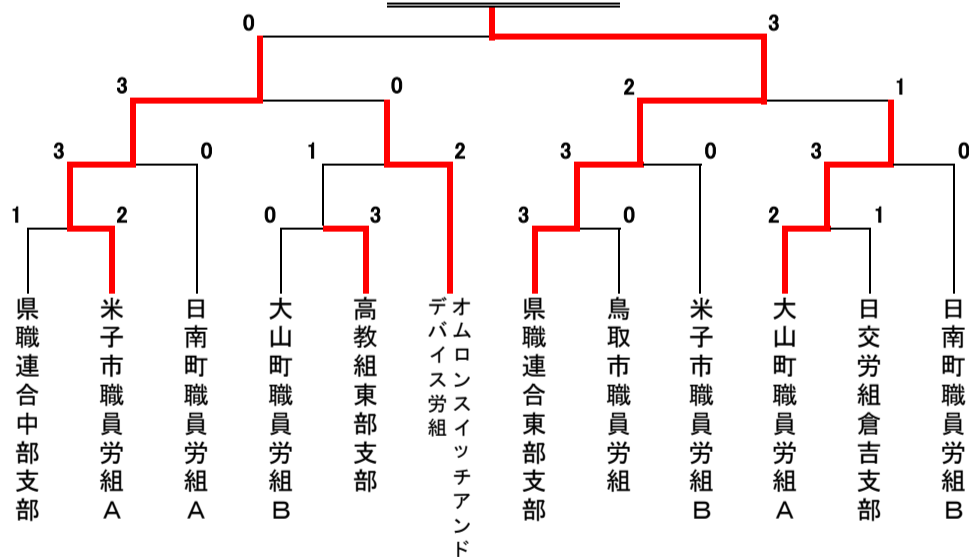 0
3
3
0
2
1
3
0
1
2
3
0
3
0
1
2
0
3
3
0
2
1
県職連合中部支部
米子市職員労組A
日南町職員労組A
大山町職員労組B
高教組東部支部
オムロンスイッチアンド
デバイス労組
県職連合東部支部
鳥取市職員労組
米子市職員労組B
大山町職員労組A
日交労組倉吉支部
日南町職員労組B